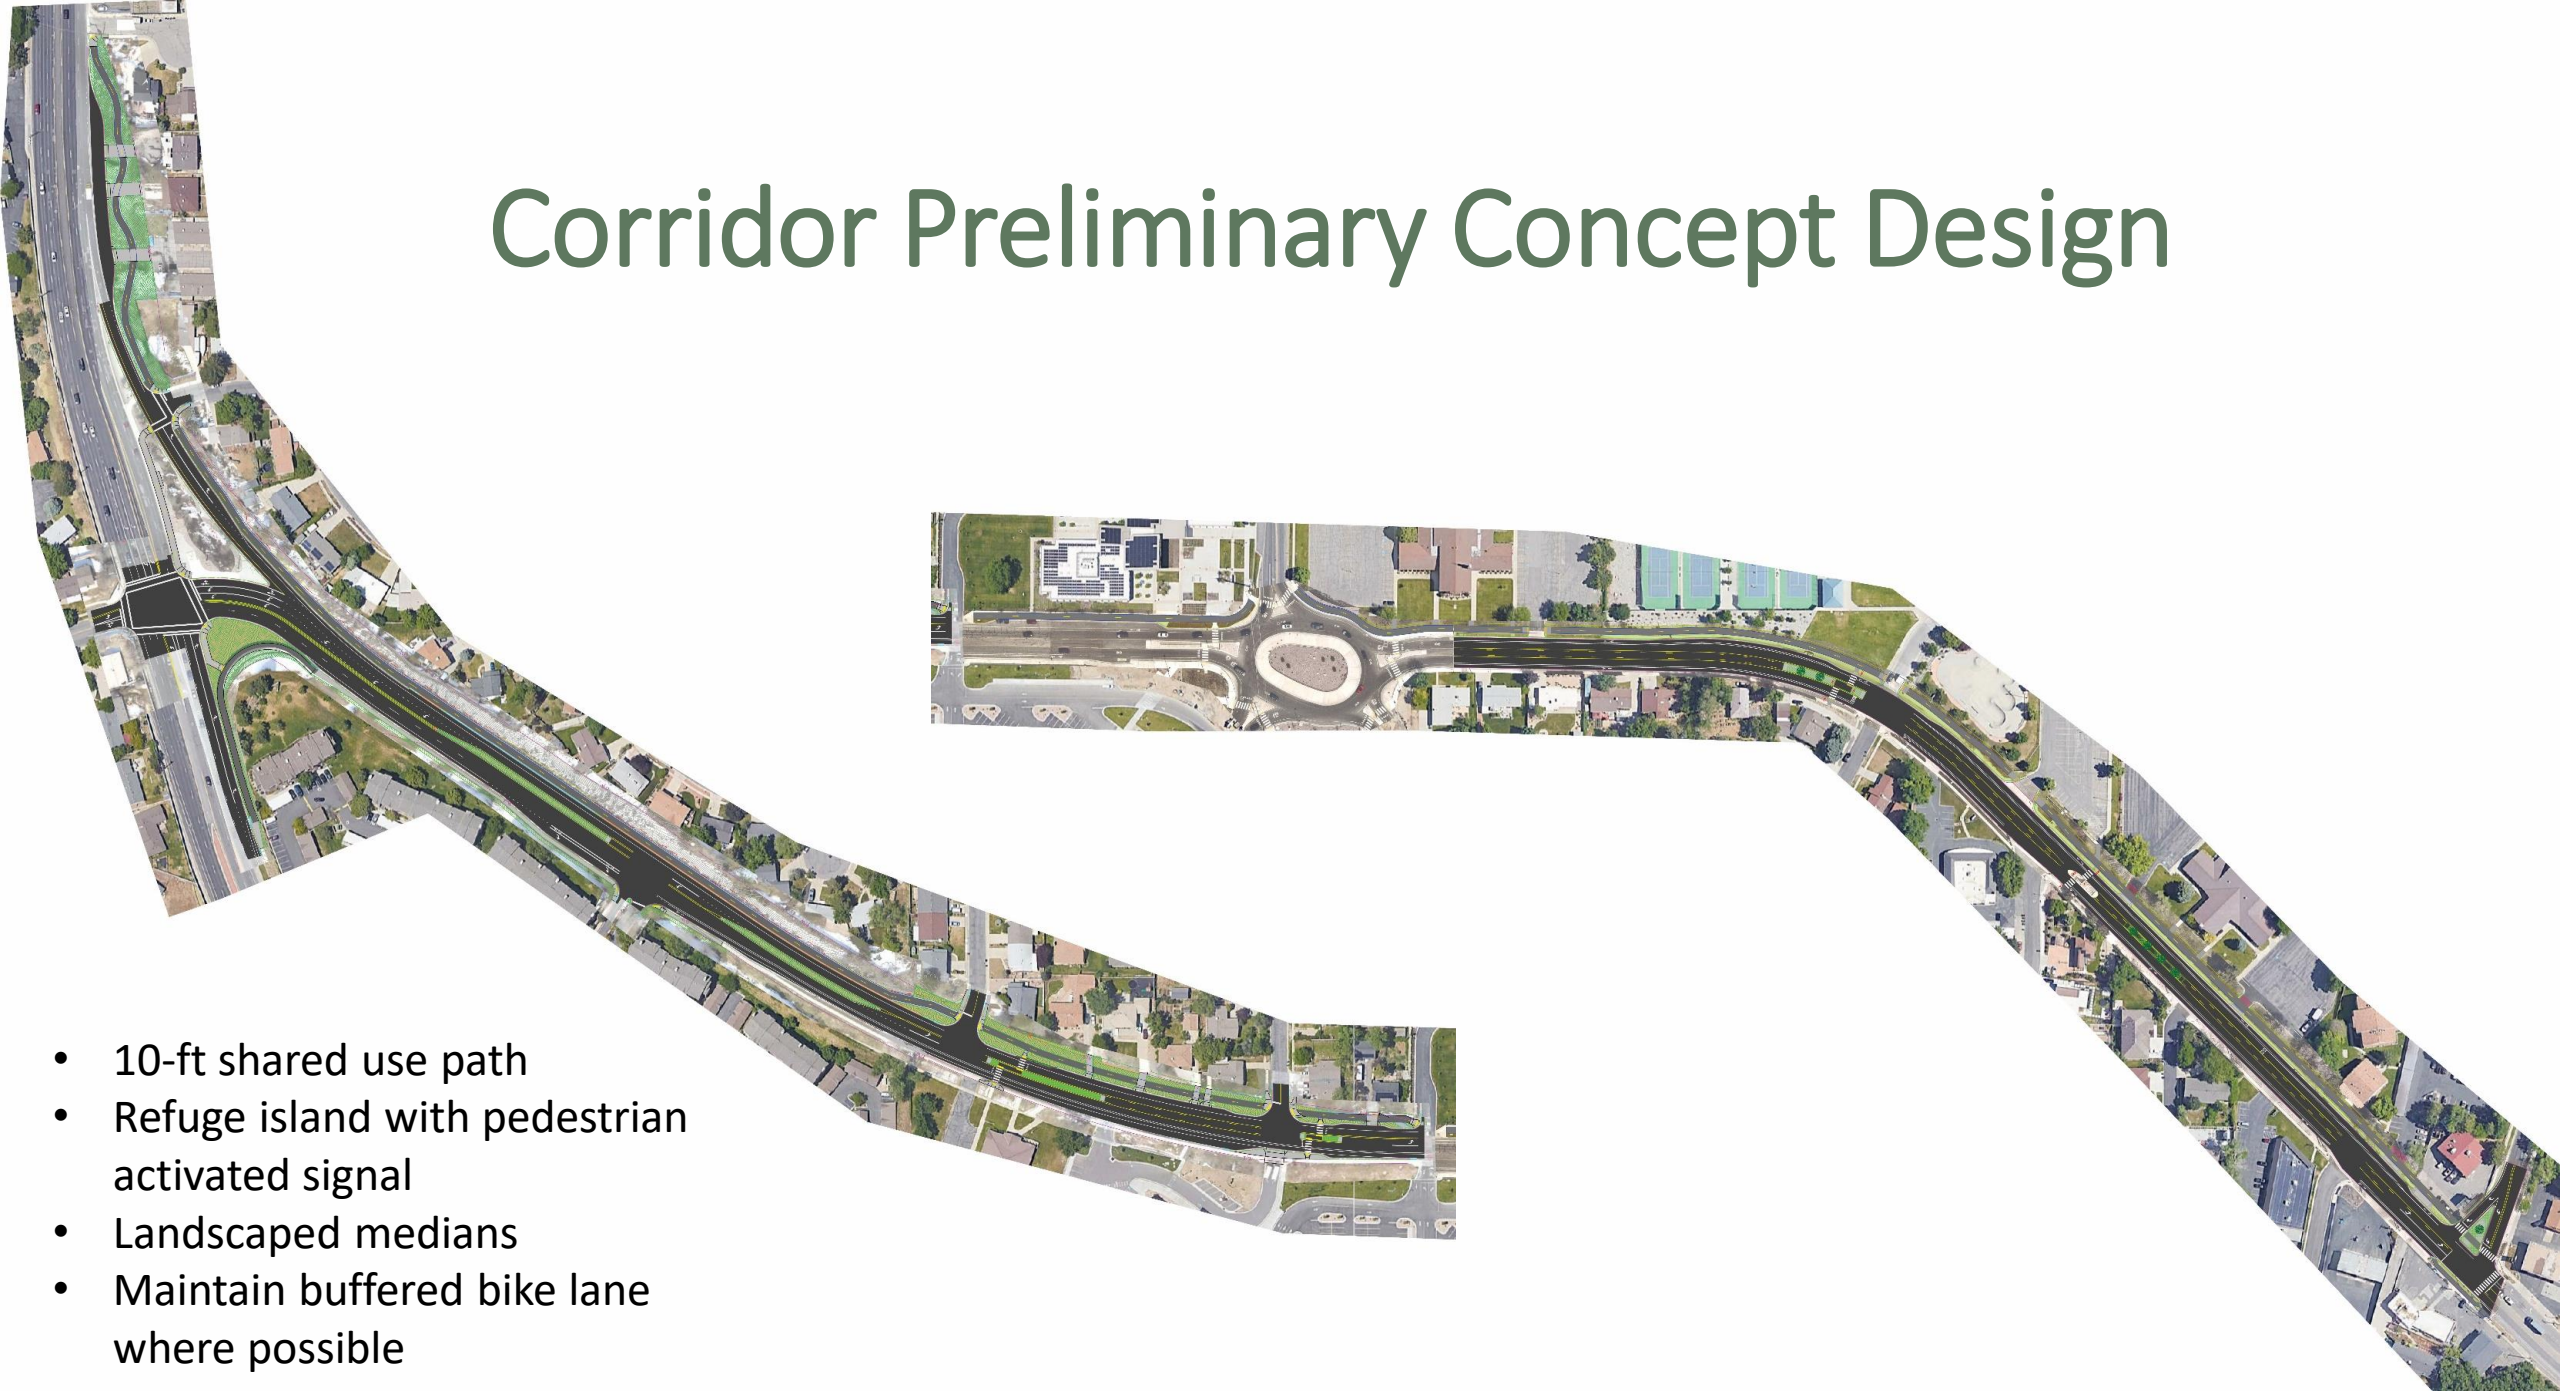 Corridor Preliminary Concept Design
• 10-ft shared use path
• Refuge island with pedestrian
activated signal
• Landscaped medians
• Maintain buffered bike lane
where possible